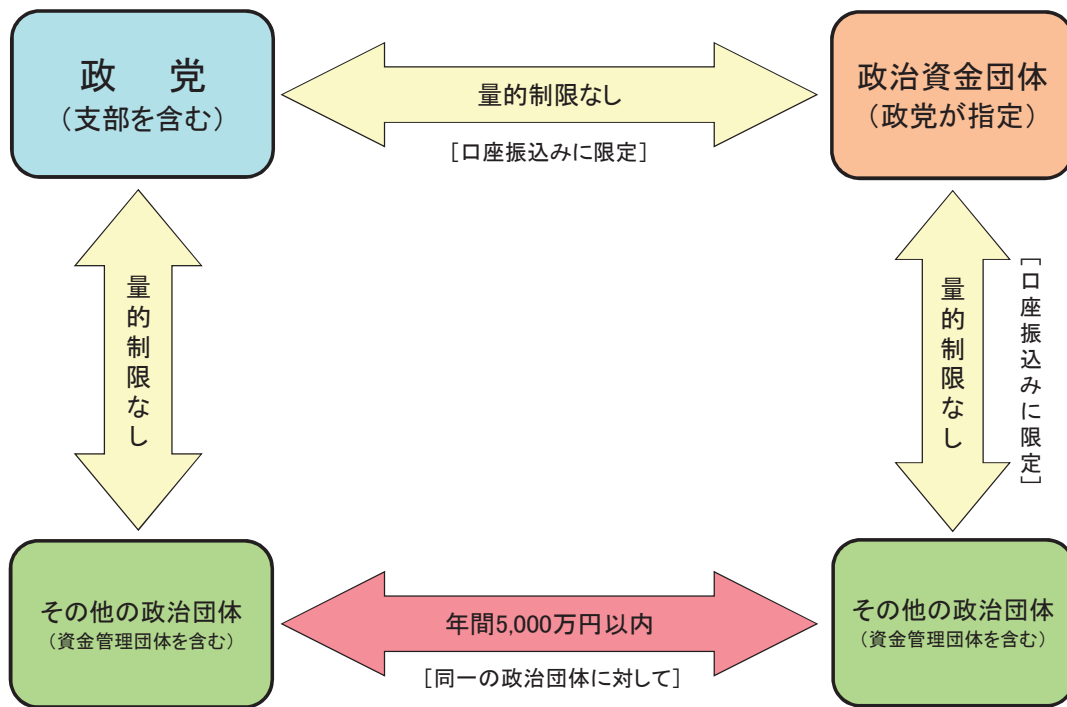 政 党
(支部を含む)
量的制限なし
[口座振込みに限定]
政治資金団体
(政党が指定)
量的制限なし
量的制限なし
[口座振込みに限定]
その他の政治団体
(資金管理団体を含む)
年間5,000万円以内
[同一の政治団体に対して]
その他の政治団体
(資金管理団体を含む)